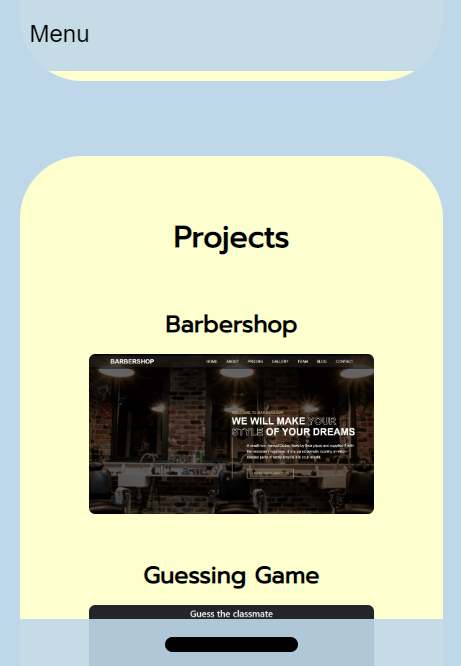 Menu
Projects
Barbershop
BARBERSHOP
HOME ABOUT PRICING GALLERY TEAM BLOG CONTACT
WELCOME TO BARBERSHOP
WE WILL MAKE YOUR
STYLE OF YOUR DREAMS
Guessing Game
Guess the classmate